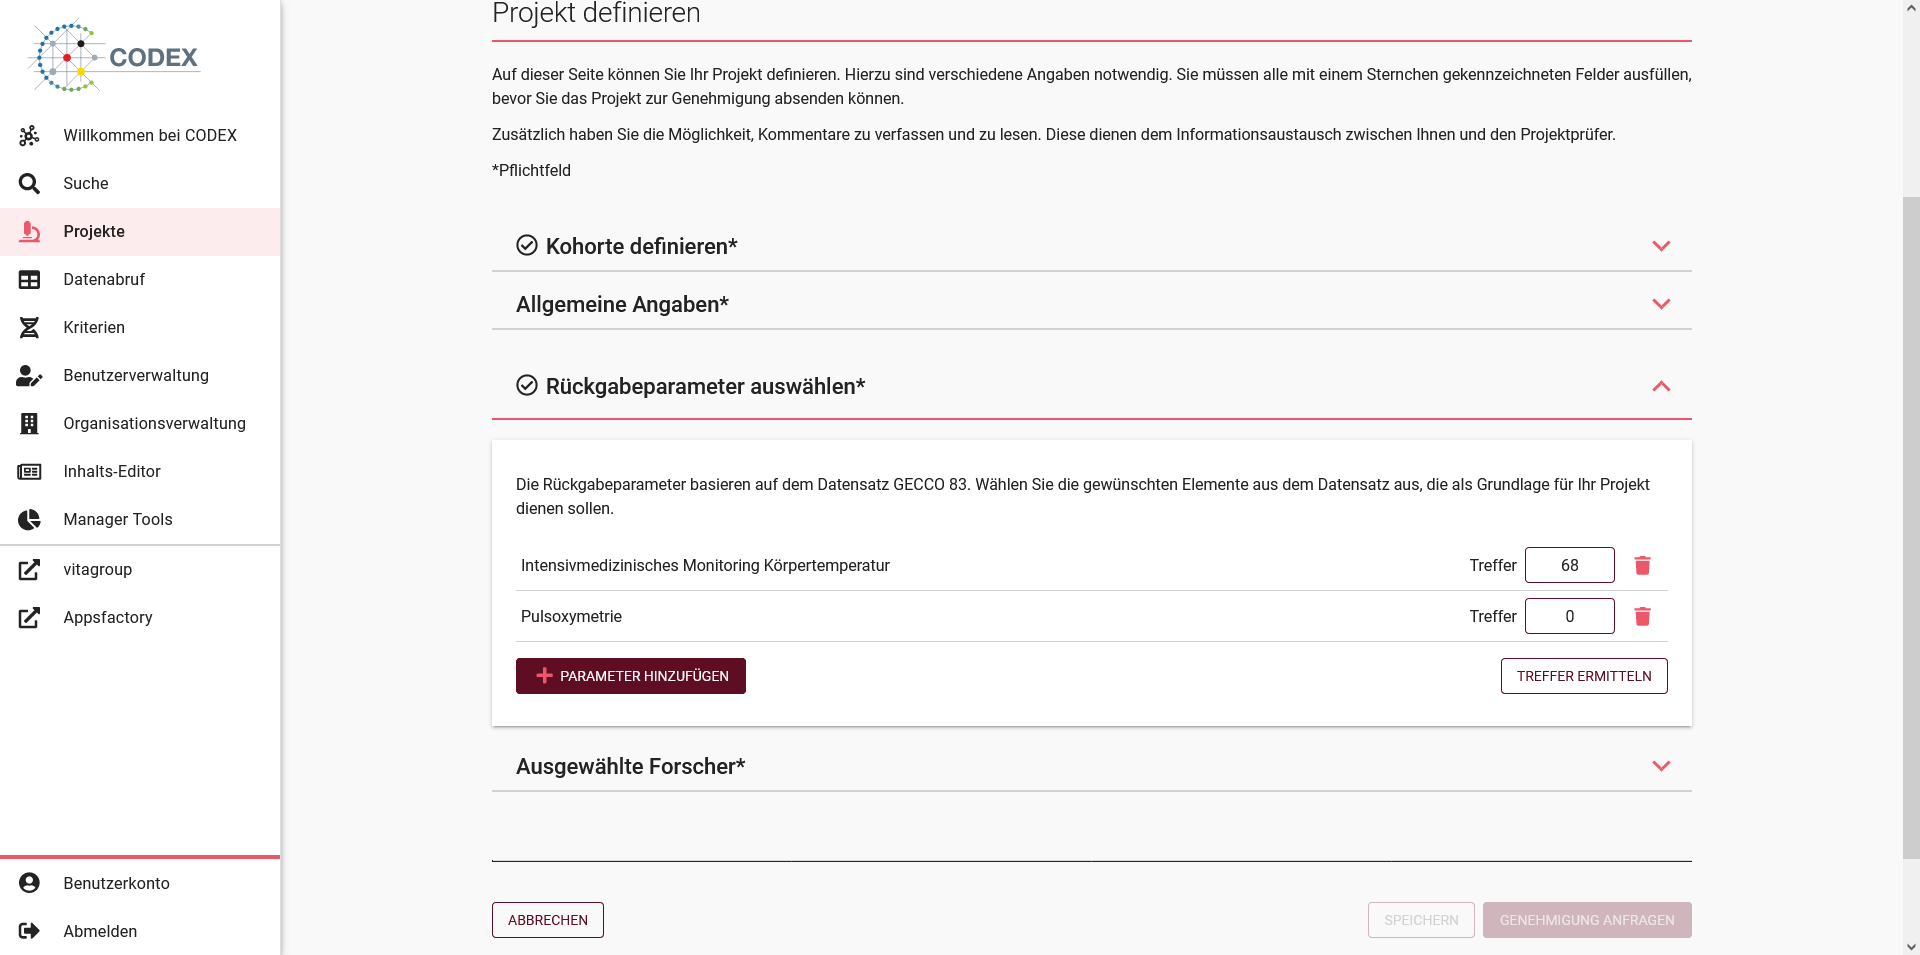 CODEX
Willkommen bei CODEX
Suche
Projekte
Datenabruf
Kriterien
Benutzerverwaltung
Organisationsverwaltung
Inhalts-Editor
Manager Tools
vitagroup
Appsfactory
Benutzerkonto
Abmelden
Projekt definieren
Auf dieser Seite können Sie Ihr Projekt definieren. Hierzu sind verschiedene Angaben notwendig. Sie müssen alle mit einem Sternchen gekennzeichneten Felder ausfüllen,
bevor Sie das Projekt zur Genehmigung absenden können.
Zusätzlich haben Sie die Möglichkeit, Kommentare zu verfassen und zu lesen. Diese dienen dem Informationsaustausch zwischen Ihnen und den Projektprüfer.
*Pflichtfeld
Kohorte definieren*
Allgemeine Angaben*
Rückgabeparameter auswählen*
Die Rückgabeparameter basieren auf dem Datensatz GECCO 83. Wählen Sie die gewünschten Elemente aus dem Datensatz aus, die als Grundlage für Ihr Projekt
dienen sollen.
Intensivmedizinisches Monitoring Körpertemperatur Treffer 68
Pulsoxymetrie Treffer 0
PARAMETER HINZUFÜGEN TREFFER ERMITTELN
Ausgewählte Forscher*
ABBRECHEN SPEICHERN GENEHMIGUNG ANFRAGEN